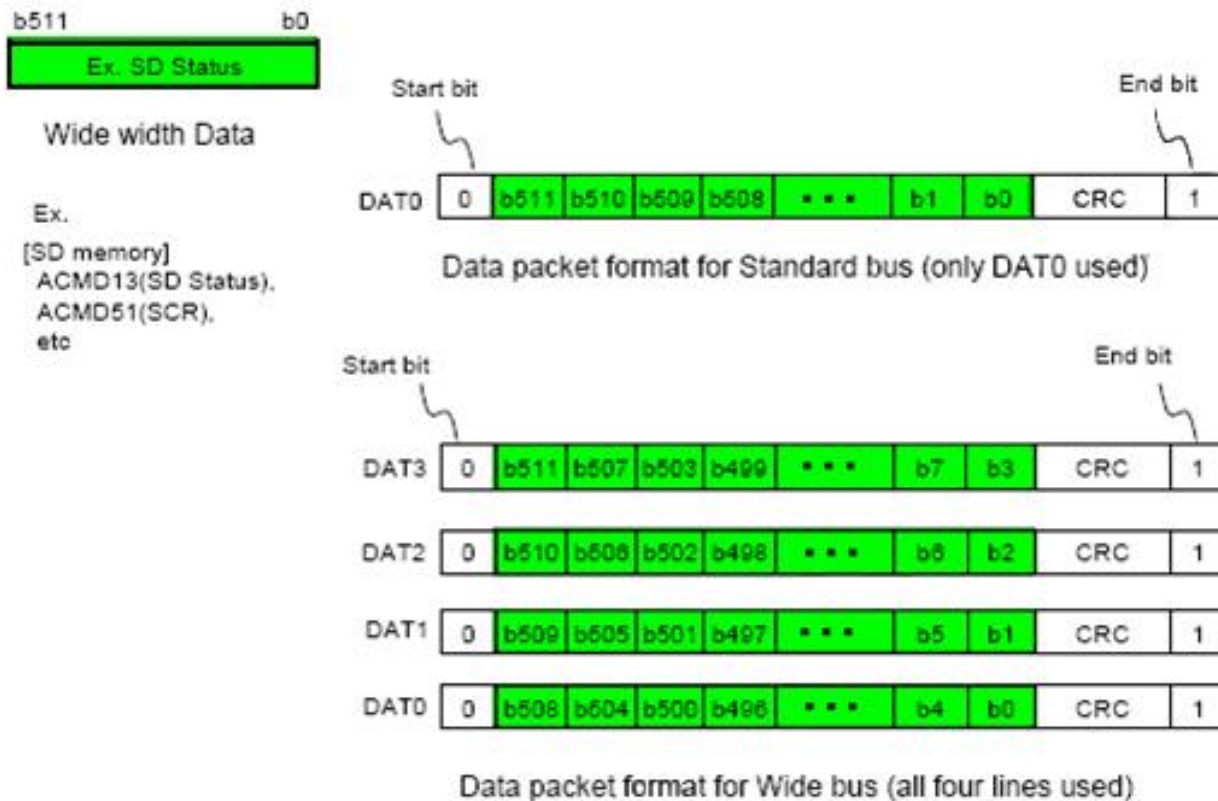 b511 b0
Ex. SD Status
Wide width Data
Ex.
[SD memory]
ACMD13(SD Status),
ACMD51(SCR),
etc
Start bit End bit
DAT0 0 b511 b510 b509 b508 ▪ ▪ ▪ b1 b0 CRC 1
Data packet format for Standard bus (only DAT0 used)
Start bit End bit
DAT3 0 b511 b507 b503 b499 ▪ ▪ ▪ b7 b3 CRC 1
DAT2 0 b510 b506 b502 b498 ▪ ▪ ▪ b6 b2 CRC 1
DAT1 0 b509 b505 b501 b497 ▪ ▪ ▪ b5 b1 CRC 1
DAT0 0 b508 b504 b500 b496 ▪ ▪ ▪ b4 b0 CRC 1
Data packet format for Wide bus (all four lines used)